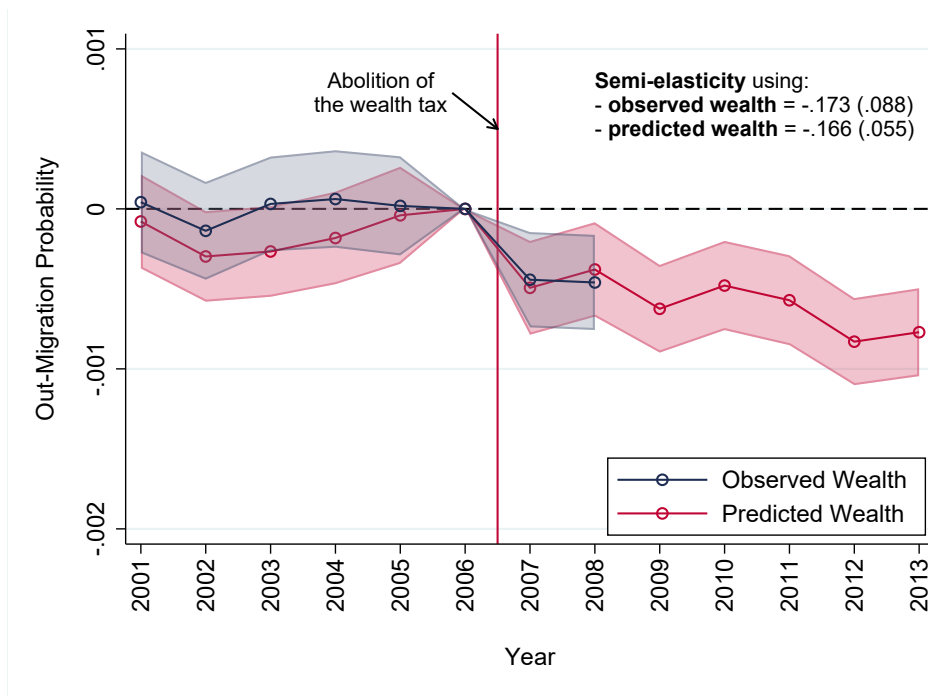 .001
0
-.001
-.002
Out-Migration Probability
Abolition of
the wealth tax
Semi-elasticity using:
- observed wealth = -.173 (.088)
- predicted wealth = -.166 (.055)
Observed Wealth
Predicted Wealth
2001
2002
2003
2004
2005
2006
2007
2008
2009
2010
2011
2012
2013
Year